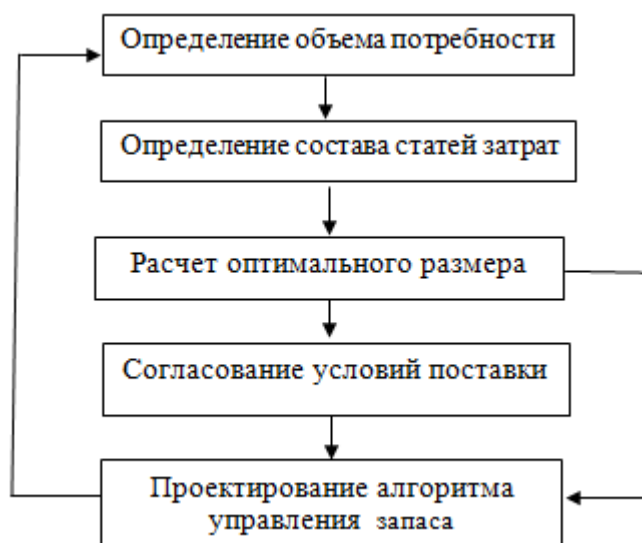 Определение объема потребности
Определение состава статей затрат
Расчет оптимального размера
Согласование условий поставки
Проектирование алгоритма
управления запаса